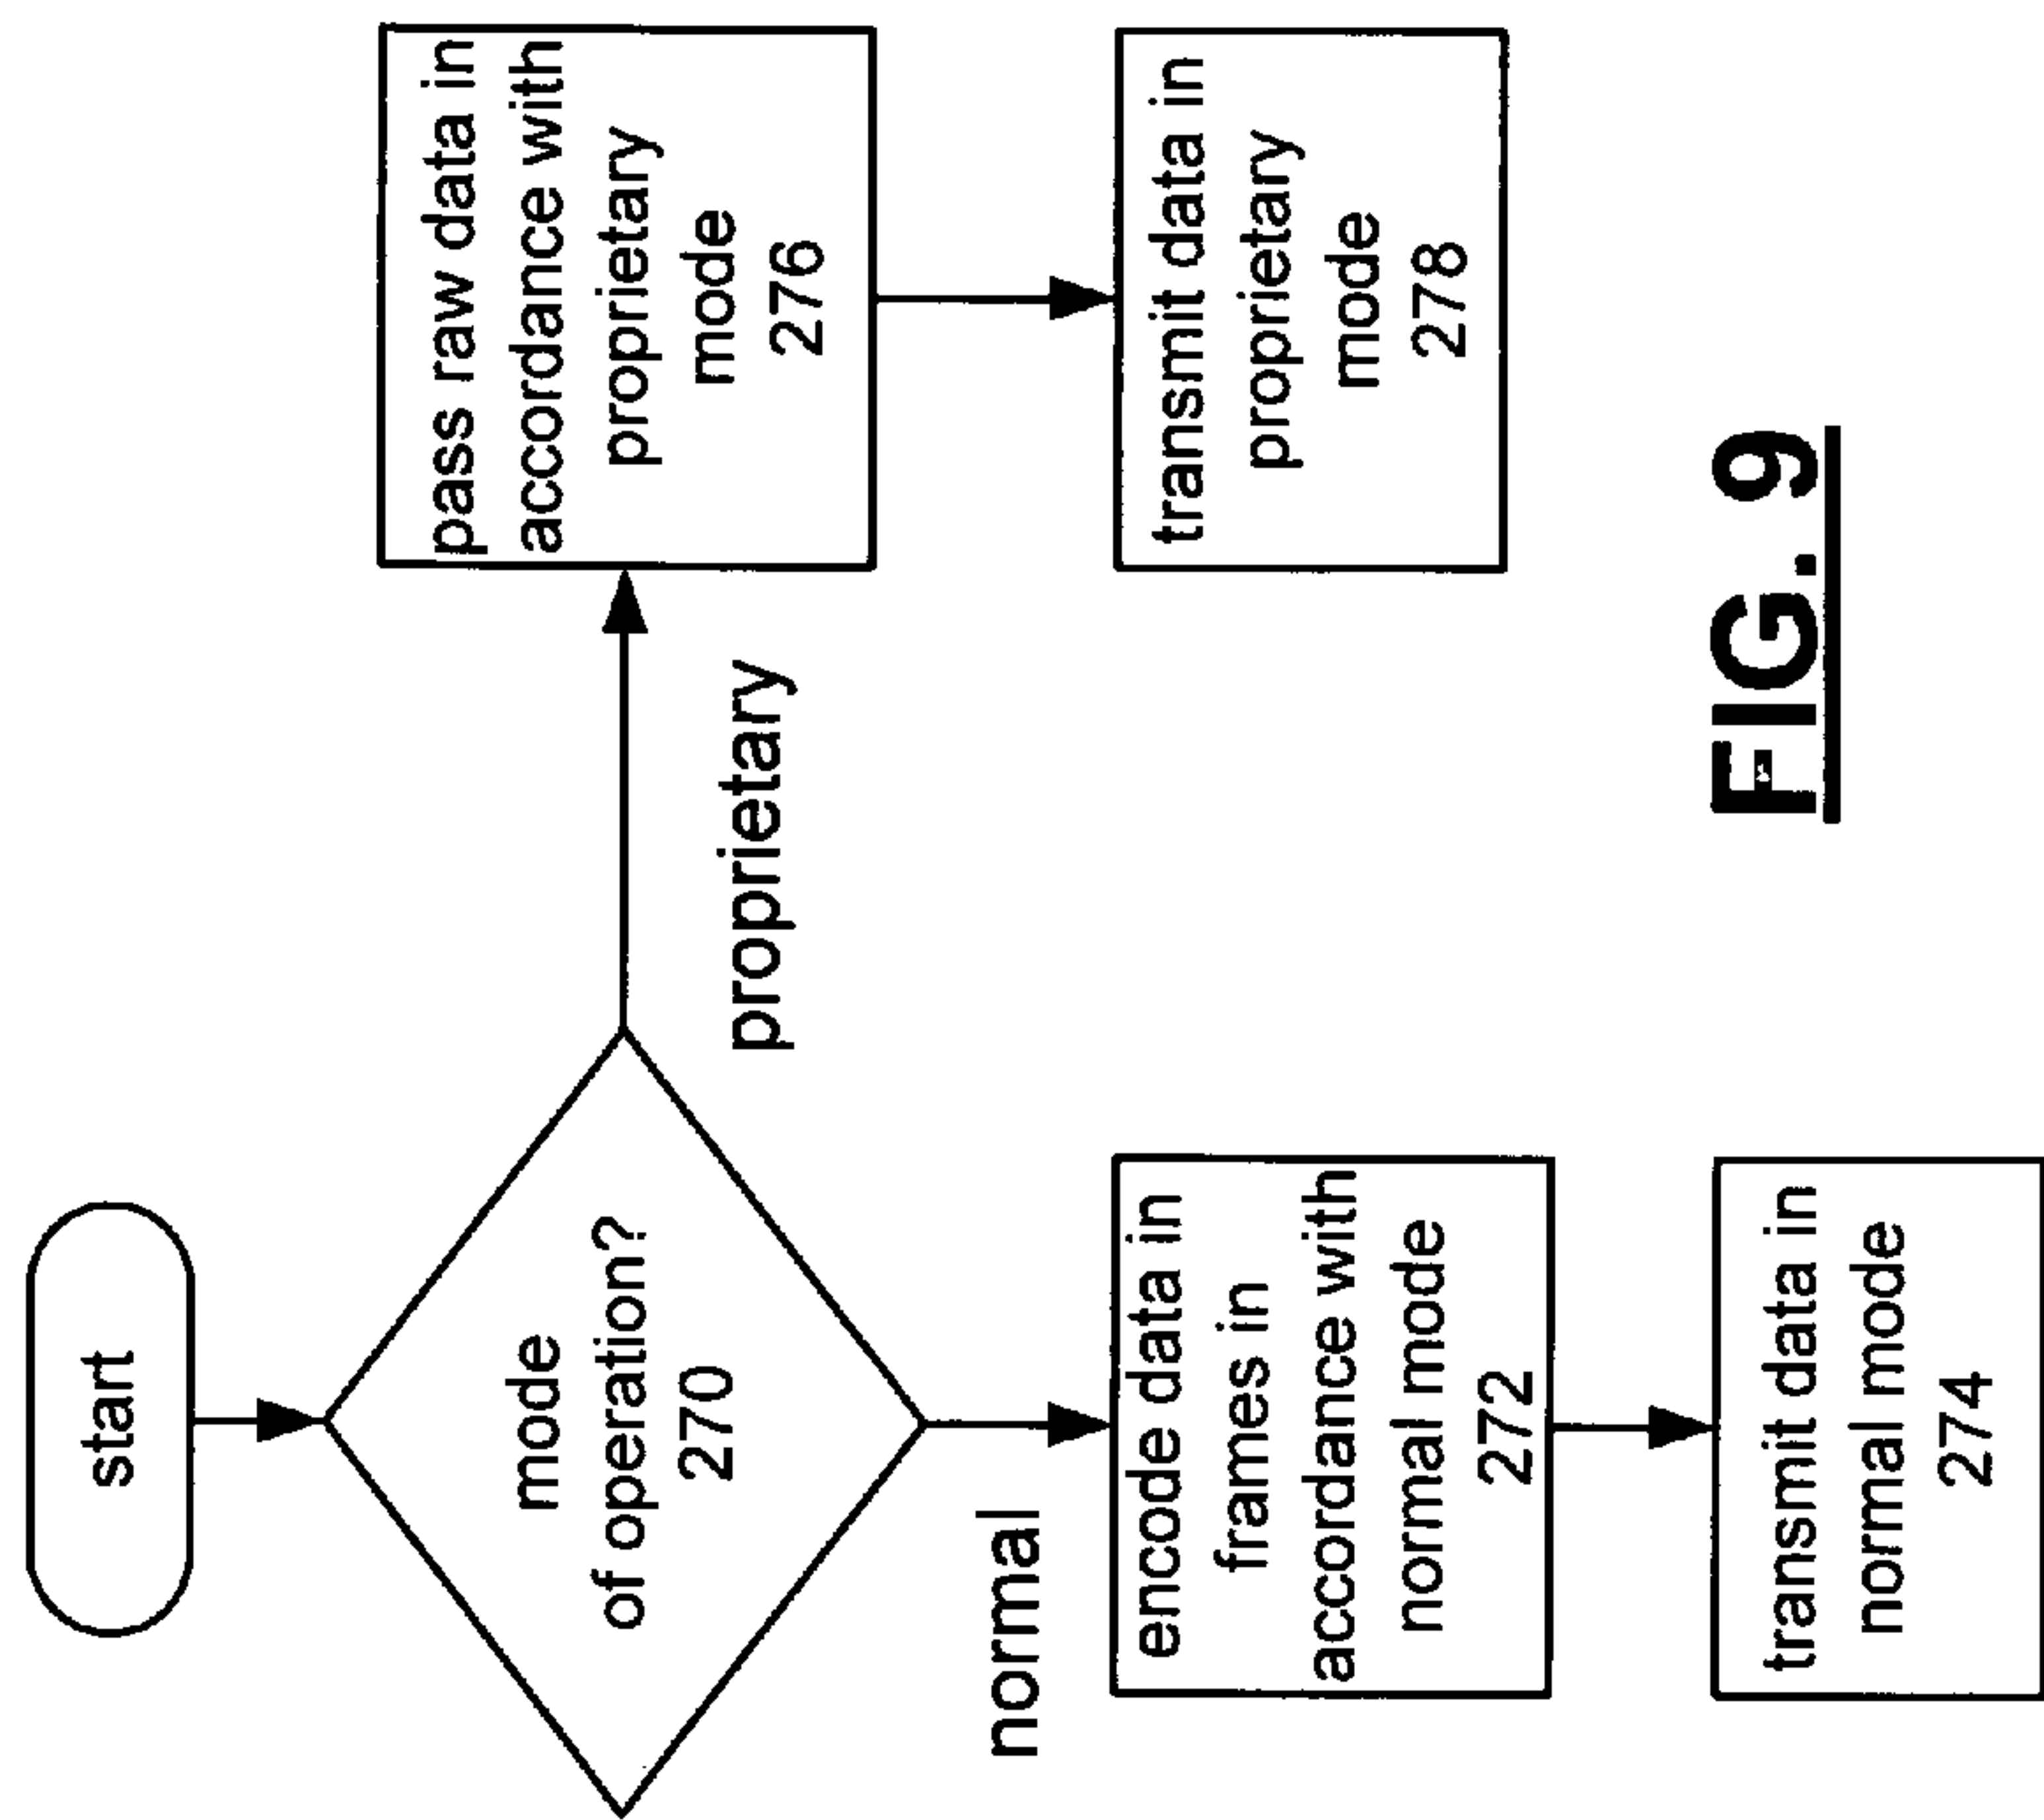 start
mode
of operation?
270
proprietary
pass raw data in
accordance with
proprietary
mode
276
normal
encode data in
frames in
accordance with
normal mode
272
transmit data in
proprietary
mode
278
transmit data in
normal mode
274
FIG. 9